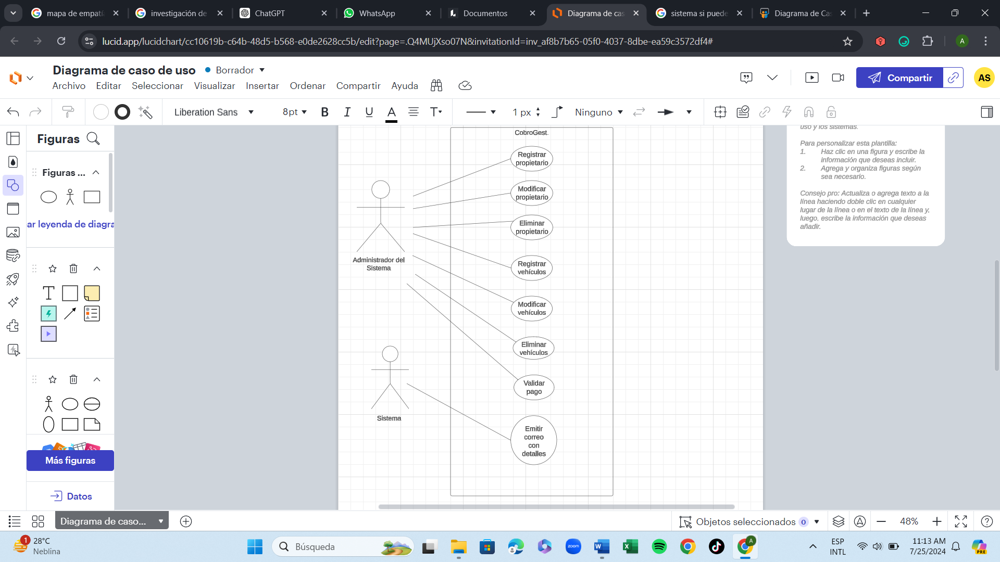 mapa de empatí
investigación de
ChatGPT
WhatsApp
Documentos
Diagrama de cas
sistema si puede
Diagrama de Cas
lucid.app/lucidchart/cc10619b-c64b-48d5-b568-e0de2628cc5b/edit?page=.Q4MUjXso07N&invitationId=inv_af8b7b65-05f0-4037-8dbe-ea59c3572df4#
A
Diagrama de caso de uso
Borrador
Archivo Editar Seleccionar Visualizar Insertar Ordenar Compartir Ayuda
Compartir
AS
Liberation Sans
8pt
B I U A T
1 px
Ninguno
Figuras
Figuras ...
ar leyenda de diagra
T
Más figuras
Datos
CobroGest.
Registrar
propietario
Modificar
propietario
Eliminar
propietario
Registrar
vehículos
Modificar
vehículos
Eliminar
vehículos
Validar
pago
Emitir
correo
con
detalles
Administrador del
Sistema
Sistema
uso y los sistemas.
Para personalizar esta plantilla:
1. Haz clic en una figura y escribe la
información que deseas incluir.
2. Agrega y organiza figuras según
sea necesario.
Consejo pro: Actualiza o agrega texto a la
línea haciendo doble clic en cualquier
lugar de la línea o en el texto de la línea y,
luego, escribe la información que deseas
añadir.
Diagrama de caso...
Objetos seleccionados 0
48%
1
28°C
Neblina
Búsqueda
zoom
A
ESP
INTL
11:13 AM
7/25/2024
PRE